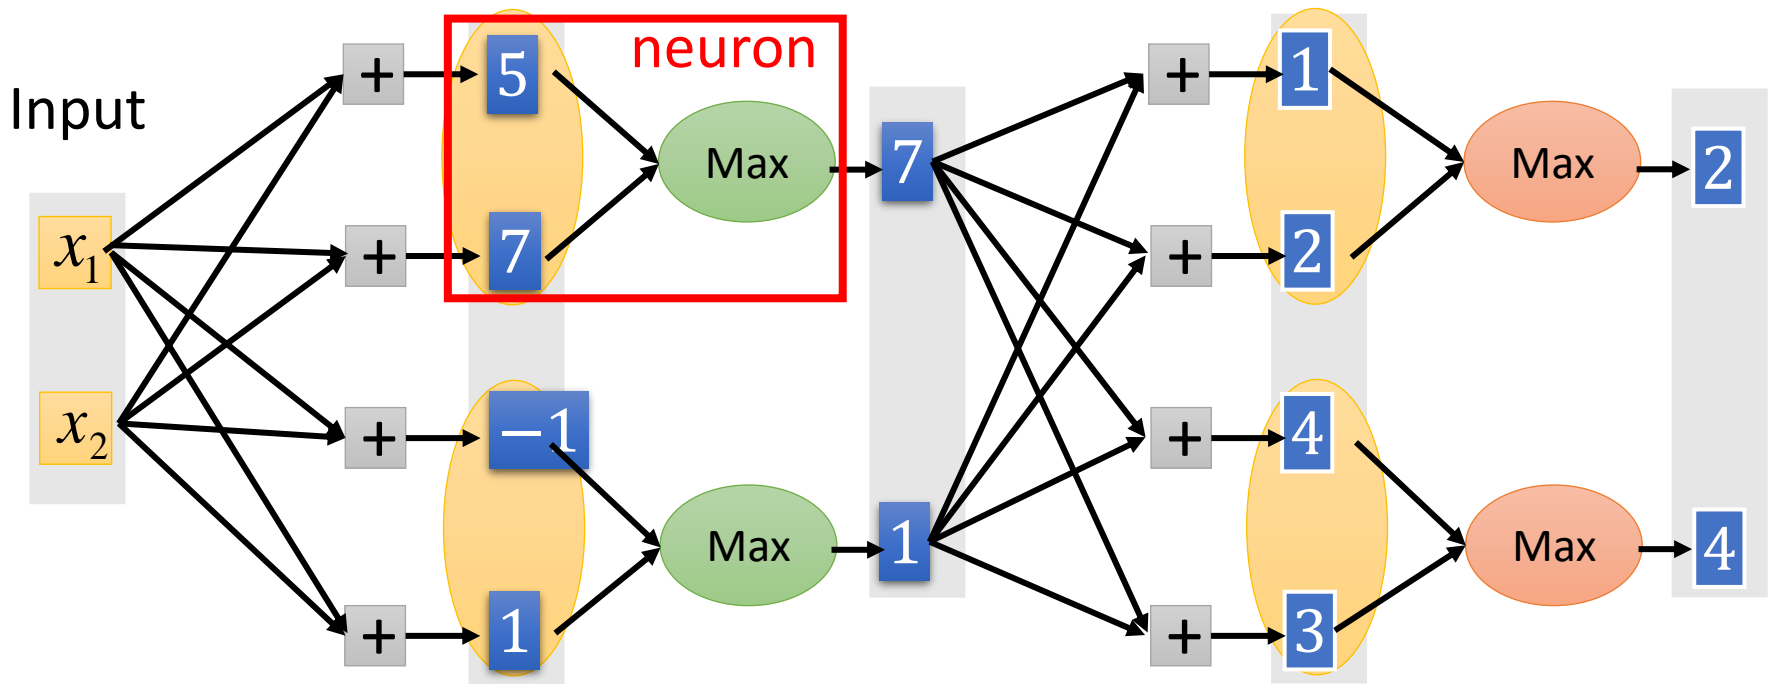 neuron
Input
+
5
Max
7
+
1
Max
2
x₁
+
7
+
2
x₂
+
−1
Max
1
+
4
Max
4
+
1
+
3